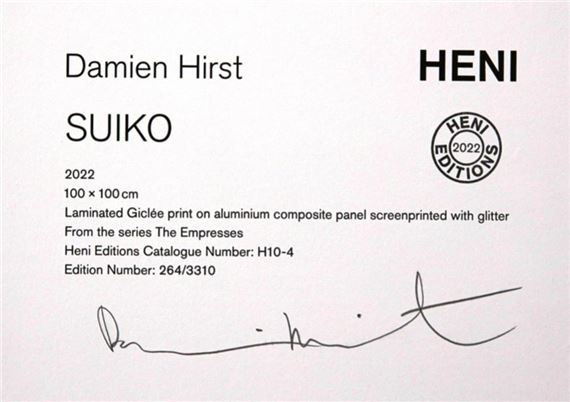 Damien Hirst
HENI
SUIKO
HENI
2022
EDITIONS
2022
100 × 100 cm
Laminated Giclée print on aluminium composite panel screenprinted with glitter
From the series The Empresses
Heni Editions Catalogue Number: H10-4
Edition Number: 264/3310